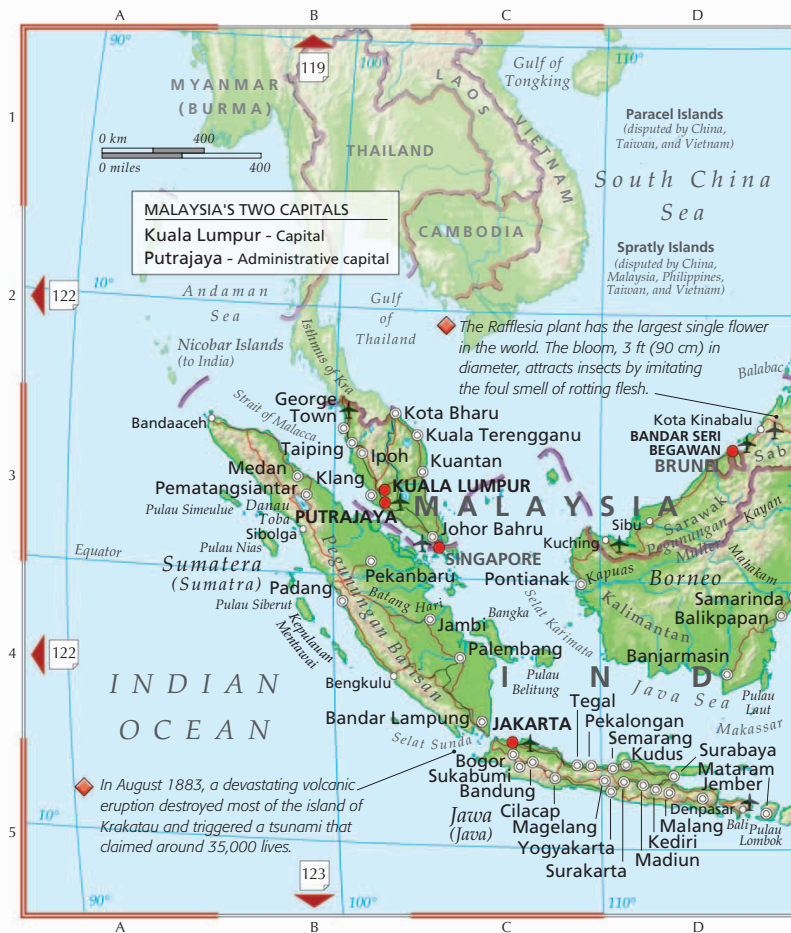 A
B
C
D
90°
100°
110°
119
1
2
3
4
5
MYANMAR
(BURMA)
LAOS
Gulf of
Tongking
VIETNAM
THAILAND
CAMBODIA
0 km 400
0 miles 400
Paracel Islands
(disputed by China,
Taiwan, and Vietnam)
South China
Sea
MALAYSIA'S TWO CAPITALS
Kuala Lumpur - Capital
Putrajaya - Administrative capital
Spratly Islands
(disputed by China,
Malaysia, Philippines,
Taiwan, and Vietnam)
122
10°
10°
Andaman
Sea
Gulf
of
Thailand
Nicobar Islands
(to India)
Isthmus of Kra
The Rafflesia plant has the largest single flower
in the world. The bloom, 3 ft (90 cm) in
diameter, attracts insects by imitating
the foul smell of rotting flesh.
Balabac
George
Town
Kota Bharu
Kota Kinabalu
Bandaaceh
Strait of Malacca
Kuala Terengganu
BANDAR SERI
BEGAWAN
BRUNEI
Sab
Taiping
Ipoh
Kuantan
Medan
Klang
KUALA LUMPUR
Pematangsiantar
MALAYSIA
Pulau Simeulue
Danau
Toba
PUTRAJAYA
Sibu
Sarawak
Kayan
Sibolga
Johor Bahru
Kuching
Pegunungan
Muller
Equator
Pulau Nias
SINGAPORE
Sumatera
(Sumatra)
Pekanbaru
Pontianak
Kapuas
Borneo
Mahakam
Padang
Pegunungan Barisan
Batang Hari
Pulau Siberut
Bangka
Selat Karimata
Kalimantan
Samarinda
Balikpapan
Kepulauan
Mentawai
Jambi
122
Palembang
Banjarmasin
INDIAN
OCEAN
Bengkulu
Pulau
Belitung
IND
Java Sea
Pulau
Laut
Makassar
Bandar Lampung
JAKARTA
Tegal
Pekalongan
Semarang
Kudus
Selat Sunda
Surabaya
Mataram
Jember
Bogor
Sukabumi
Bandung
In August 1883, a devastating volcanic
eruption destroyed most of the island of
Krakatau and triggered a tsunami that
claimed around 35,000 lives.
Jawa
(Java)
Cilacap
Magelang
Yogyakarta
Surakarta
Madiun
Kediri
Malang
Denpasar
Bali
Pulau
Lombok
10°
123
90°
100°
110°
A
B
C
D